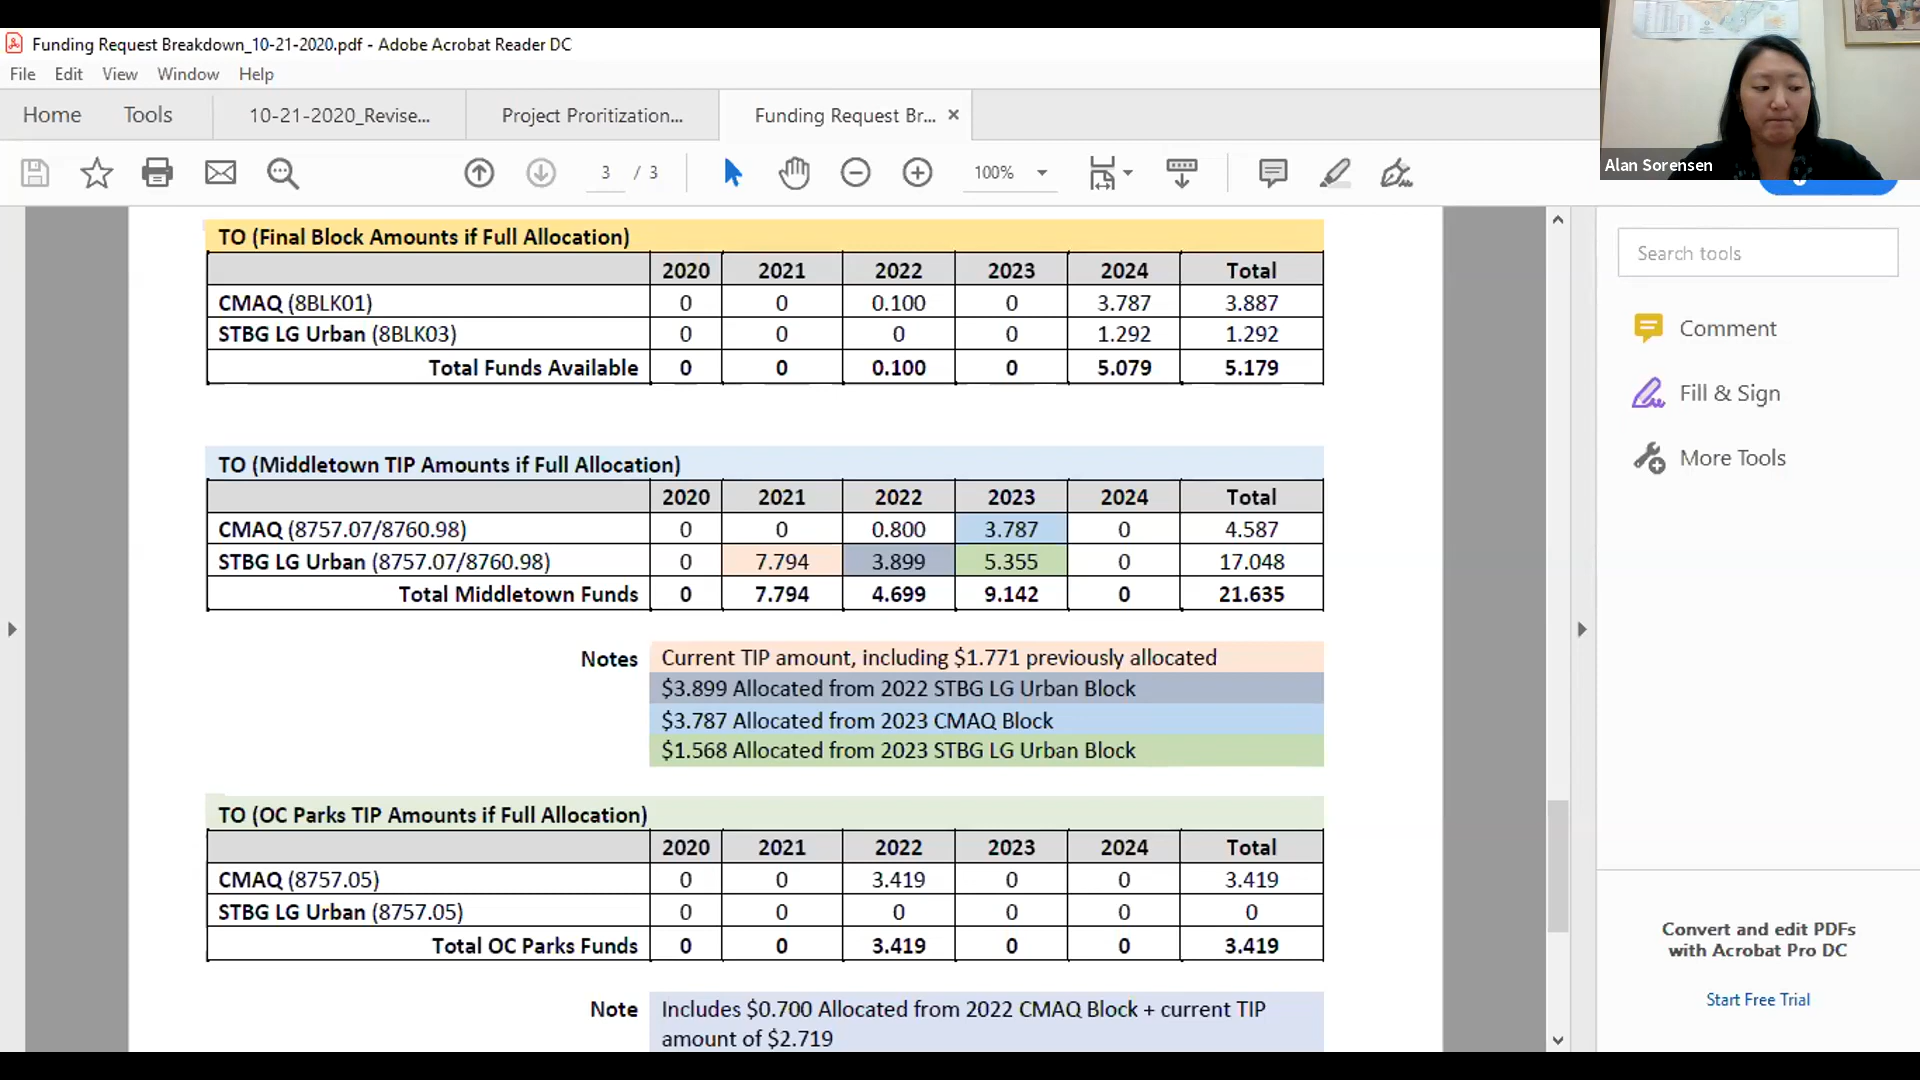 Funding Request Breakdown_10-21-2020.pdf - Adobe Acrobat Reader DC
File Edit View Window Help
Home Tools 10-21-2020_Revise... Project Proritization... Funding Request Br... ×
3 / 3 100%
Alan Sorensen
TO (Final Block Amounts if Full Allocation)
2020 2021 2022 2023 2024 Total
CMAQ (8BLK01) 0 0 0.100 0 3.787 3.887
STBG LG Urban (8BLK03) 0 0 0 0 1.292 1.292
Total Funds Available 0 0 0.100 0 5.079 5.179
TO (Middletown TIP Amounts if Full Allocation)
2020 2021 2022 2023 2024 Total
CMAQ (8757.07/8760.98) 0 0 0.800 3.787 0 4.587
STBG LG Urban (8757.07/8760.98) 0 7.794 3.899 5.355 0 17.048
Total Middletown Funds 0 7.794 4.699 9.142 0 21.635
Notes Current TIP amount, including $1.771 previously allocated
$3.899 Allocated from 2022 STBG LG Urban Block
$3.787 Allocated from 2023 CMAQ Block
$1.568 Allocated from 2023 STBG LG Urban Block
TO (OC Parks TIP Amounts if Full Allocation)
2020 2021 2022 2023 2024 Total
CMAQ (8757.05) 0 0 3.419 0 0 3.419
STBG LG Urban (8757.05) 0 0 0 0 0 0
Total OC Parks Funds 0 0 3.419 0 0 3.419
Note Includes $0.700 Allocated from 2022 CMAQ Block + current TIP
amount of $2.719
Search tools
Comment
Fill & Sign
More Tools
Convert and edit PDFs
with Acrobat Pro DC
Start Free Trial